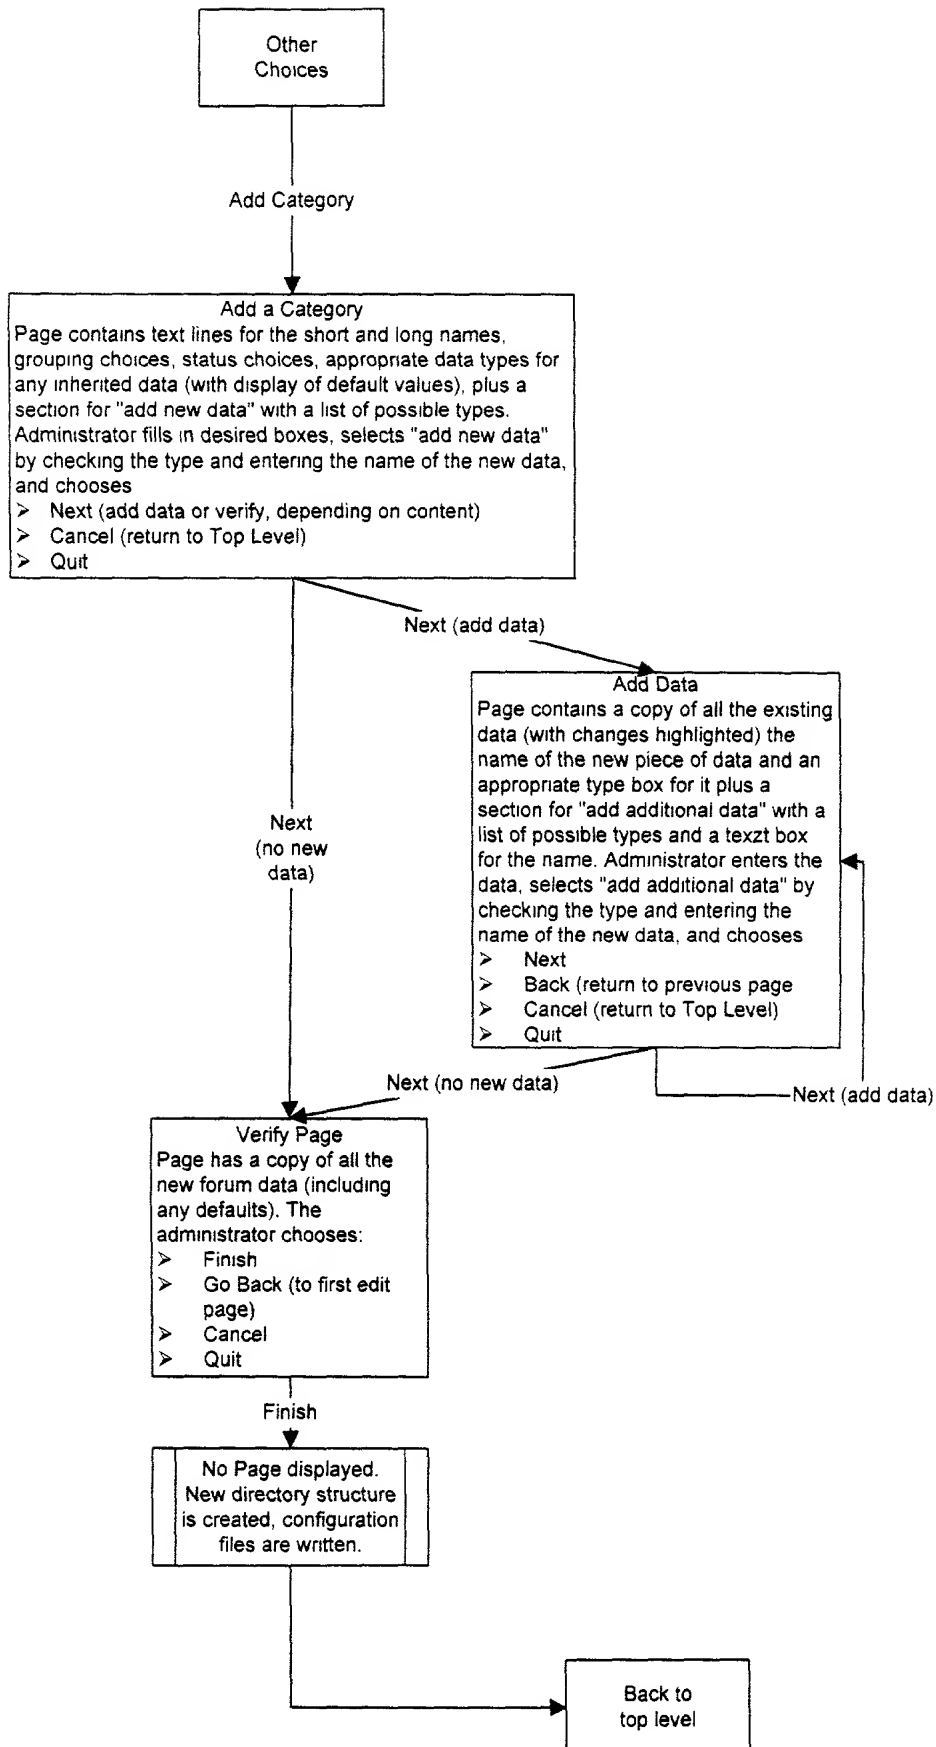 Other
Choices
Add Category
Add a Category
Page contains text lines for the short and long names,
grouping choices, status choices, appropriate data types for
any inherited data (with display of default values), plus a
section for "add new data" with a list of possible types.
Administrator fills in desired boxes, selects "add new data"
by checking the type and entering the name of the new data,
and chooses
➢ Next (add data or verify, depending on content)
➢ Cancel (return to Top Level)
➢ Quit
Next (add data)
Add Data
Page contains a copy of all the existing
data (with changes highlighted) the
name of the new piece of data and an
appropriate type box for it plus a
section for "add additional data" with a
list of possible types and a texzt box
for the name. Administrator enters the
data, selects "add additional data" by
checking the type and entering the
name of the new data, and chooses
➢ Next
➢ Back (return to previous page
➢ Cancel (return to Top Level)
➢ Quit
Next
(no new
data)
Next (no new data)
Next (add data)
Verify Page
Page has a copy of all the
new forum data (including
any defaults). The
administrator chooses:
➢ Finish
➢ Go Back (to first edit
page)
➢ Cancel
➢ Quit
Finish
No Page displayed.
New directory structure
is created, configuration
files are written.
Back to
top level